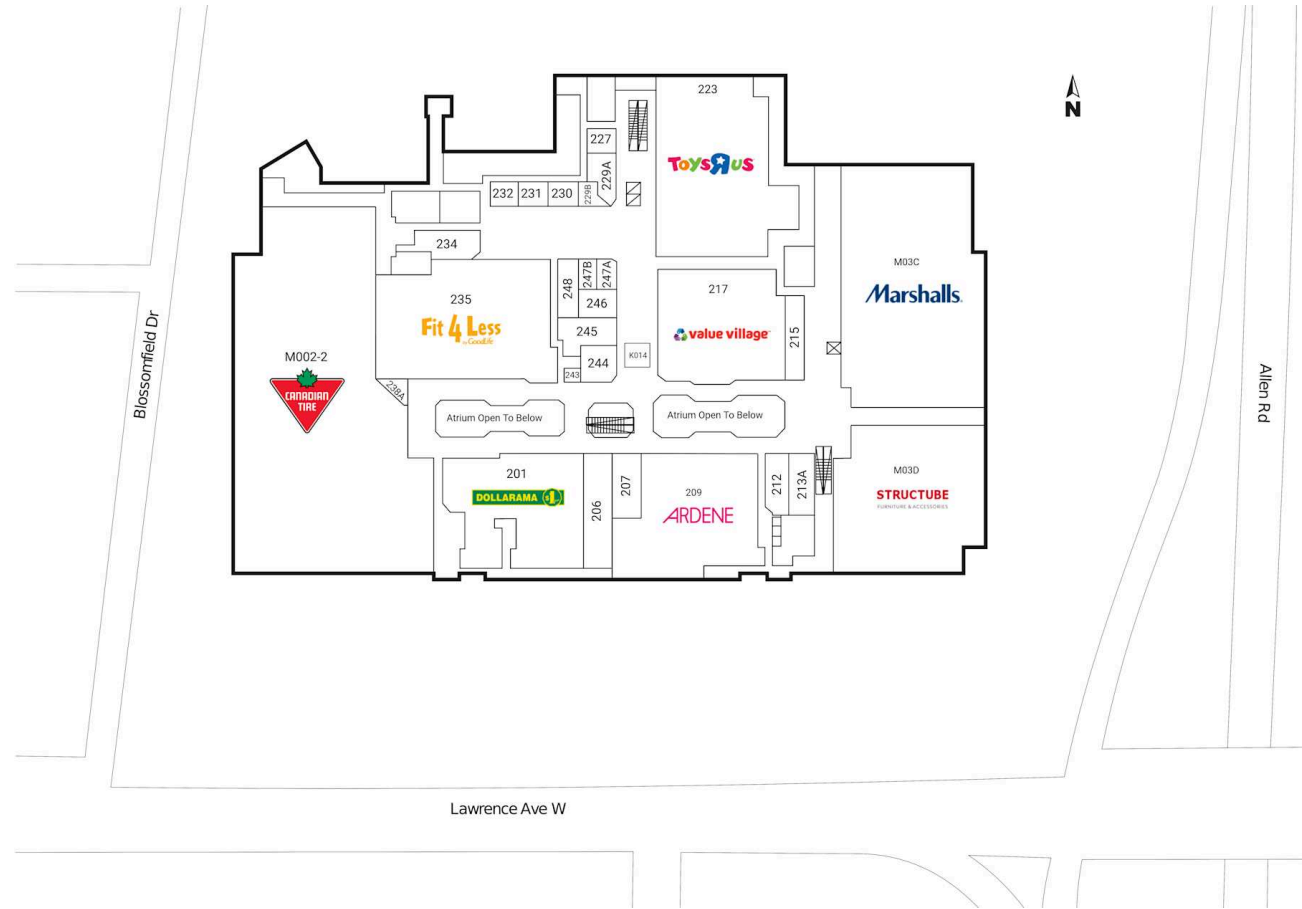 223
N
227
ToysRus
229A
232
231
230
229B
234
M03C
Marshalls.
247B
247A
248
246
217
value village
215
235
Fit 4 Less
by GoodLife
245
K014
244
243
M002-2
CANADIAN
TIRE
238A
Blossomfield Dr
Allen Rd
Atrium Open To Below
Atrium Open To Below
201
DOLLARAMA
206
207
209
ARDENE
212
213A
M03D
STRUCTUBE
FURNITURE & ACCESSORIES
Lawrence Ave W